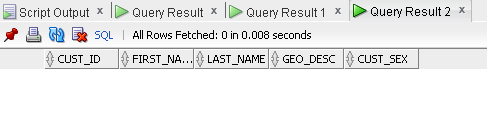 Script Output x Query Result x Query Result 1 x Query Result 2 x
SQL | All Rows Fetched: 0 in 0.008 seconds
CUST_ID FIRST_NA... LAST_NAME GEO_DESC CUST_SEX